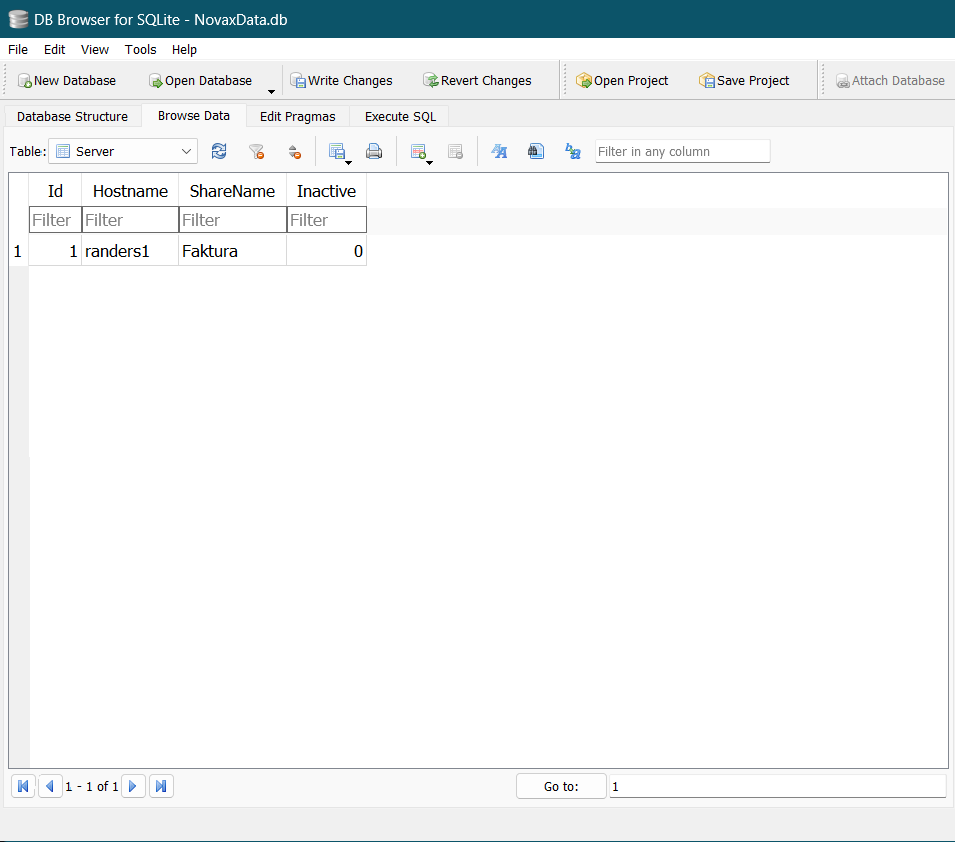 DB Browser for SQLite - NovaxData.db
File Edit View Tools Help
New Database Open Database Write Changes Revert Changes Open Project Save Project Attach Database
Database Structure Browse Data Edit Pragmas Execute SQL
Table: Server Filter in any column
Id Hostname ShareName Inactive
Filter Filter Filter Filter
1 1 randers1 Faktura 0
1 - 1 of 1 Go to: 1